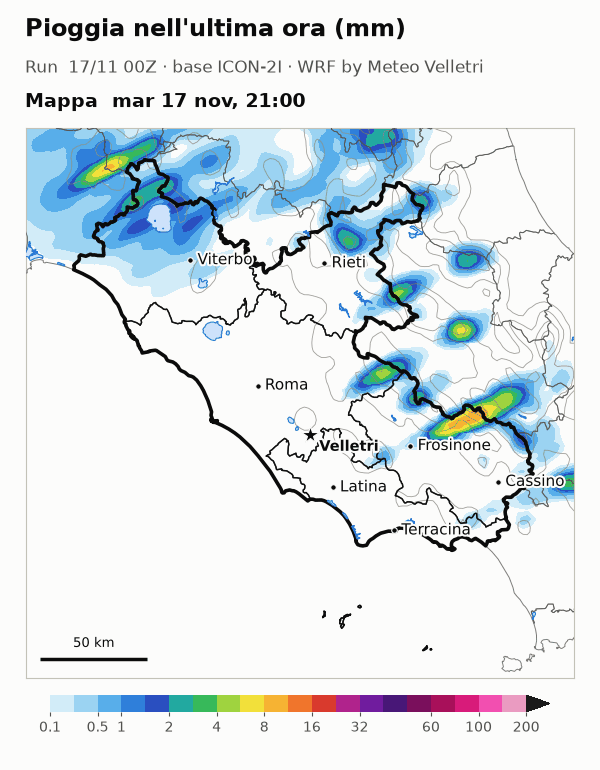 Pioggia nell'ultima ora (mm)
Run 17/11 00Z · base ICON-2I · WRF by Meteo Velletri
Mappa mar 17 nov, 21:00
Viterbo
Rieti
Roma
Velletri
Frosinone
Latina
Cassino
Terracina
50 km
0.1 0.5 1 2 4 8 16 32 60 100 200